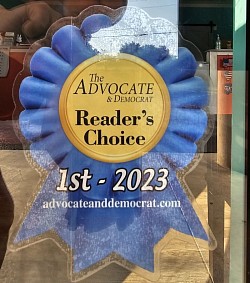 The
ADVOCATE
& DEMOCRAT
Reader's
Choice
1st - 2023
advocateanddemocrat.com